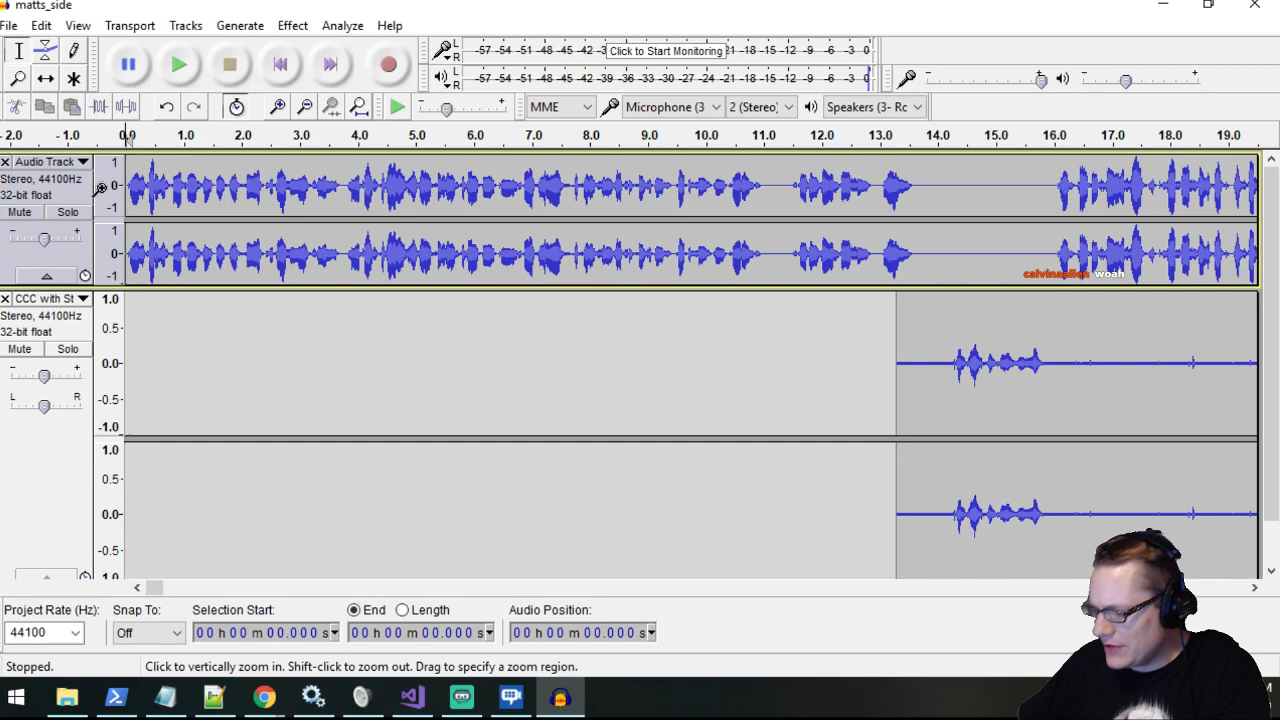 matts_side
File Edit View Transport Tracks Generate Effect Analyze Help
L R -57 -54 -51 -48 -45 -42 -3 Click to Start Monitoring -21 -18 -15 -12 -9 -6 -3 0
L R -57 -54 -51 -48 -45 -42 -39 -36 -33 -30 -27 -24 -21 -18 -15 -12 -9 -6 -3 0
- + - +
- + MME Microphone (3 2 (Stereo) Speakers (3- Rc
- 2.0 - 1.0 0.0 1.0 2.0 3.0 4.0 5.0 6.0 7.0 8.0 9.0 10.0 11.0 12.0 13.0 14.0 15.0 16.0 17.0 18.0 19.0
Audio Track 1
Stereo, 44100Hz 0-
32-bit float
Mute Solo -1
- + 1
0-
-1
calvinaallen woah
CCC with St 1.0
Stereo, 44100Hz 0.5-
32-bit float
Mute Solo 0.0-
- +
L R -0.5-
-1.0
1.0
0.5-
0.0-
-0.5-
1.0
Project Rate (Hz): Snap To: Selection Start: End Length Audio Position:
44100 Off 00 h 00 m 00.000 s 00 h 00 m 00.000 s 00 h 00 m 00.000 s
Stopped. Click to vertically zoom in. Shift-click to zoom out. Drag to specify a zoom region.